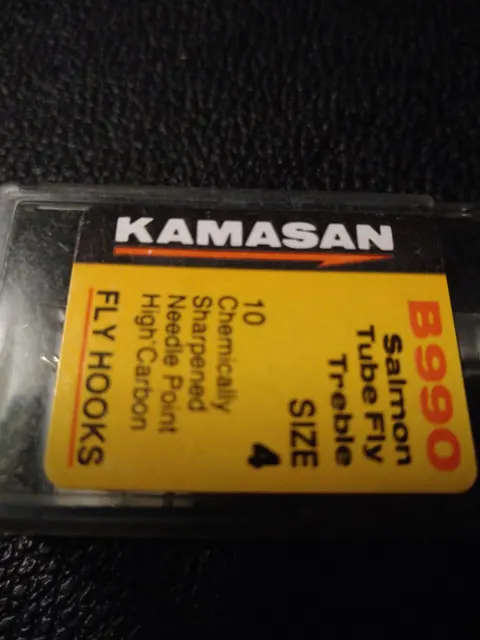 KAMASAN
B990
Salmon
Tube Fly
Treble
SIZE
4
10
Chemically
Sharpened
Needle Point
High Carbon
FLY HOOKS